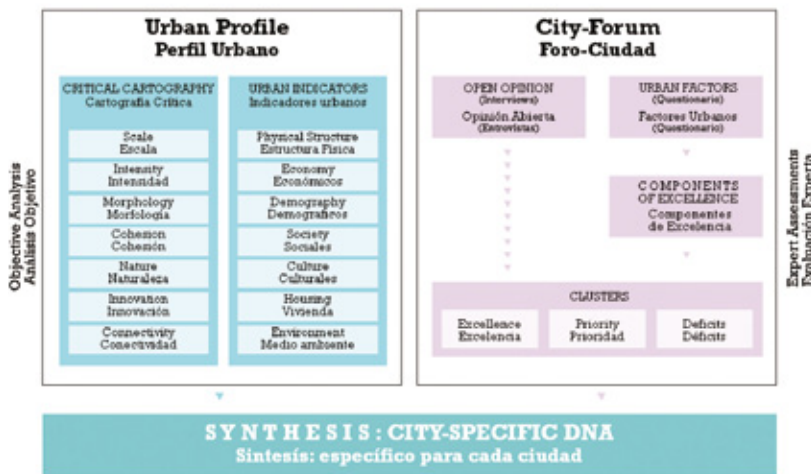 Urban Profile
Perfil Urbano
Objective Analysis
Análisis Objetivo
CRITICAL CARTOGRAPHY
Cartografía Crítica
Scale
Escala
Intensity
Intensidad
Morphology
Morfología
Cohesion
Cohesión
Nature
Naturaleza
Innovation
Innovación
Connectivity
Conectividad
URBAN INDICATORS
Indicadores urbanos
Physical Structure
Estructura Física
Economy
Económicos
Demography
Demográficos
Society
Sociales
Culture
Culturales
Housing
Vivienda
Environment
Medio ambiente
City-Forum
Foro-Ciudad
OPEN OPINION
(Interviews)
Opinión Abierta
(Entrevistas)
URBAN FACTORS
(Questionario)
Factores Urbanos
(Questionario)
COMPONENTS
OF EXCELLENCE
Componentes
de Excelencia
CLUSTERS
Excellence
Excelencia
Priority
Prioridad
Deficits
Déficits
Expert Assessments
Evaluación Experta
SYNTHESIS: CITY-SPECIFIC DNA
Sintesís: específico para cada ciudad